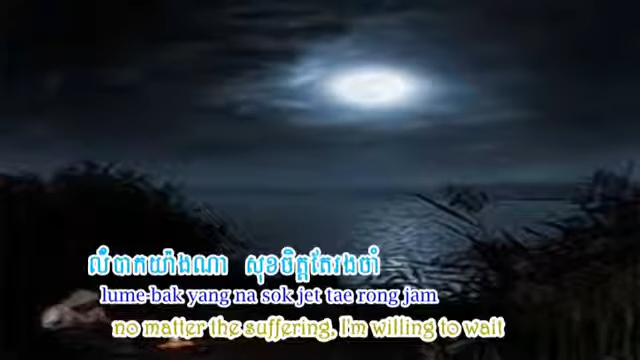 លំបាកយ៉ាងណា សុខចិត្តតែរងចាំ
lume-bak yang na sok jet tae rong jam
no matter the suffering, I'm willing to wait